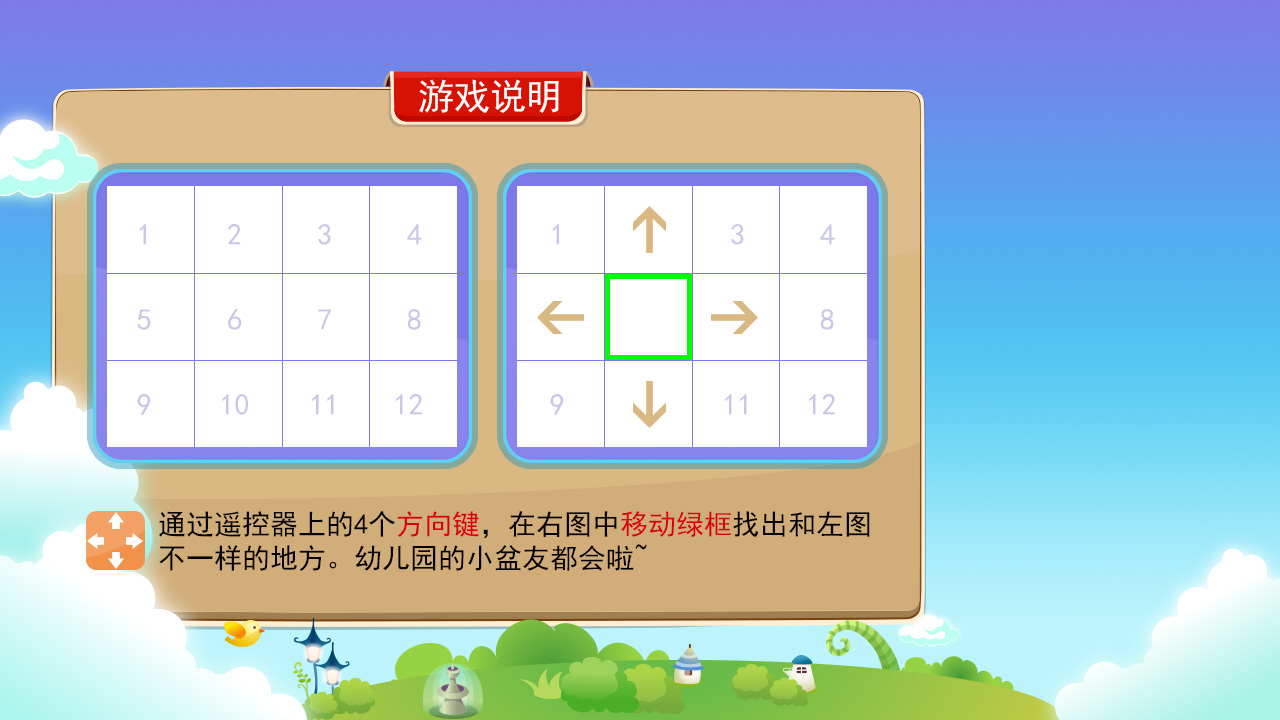 游戏说明
1 2 3 4
5 6 7 8
9 10 11 12
1 3 4
8
9 11 12
通过遥控器上的4个方向键，在右图中移动绿框找出和左图
不一样的地方。幼儿园的小盆友都会啦~